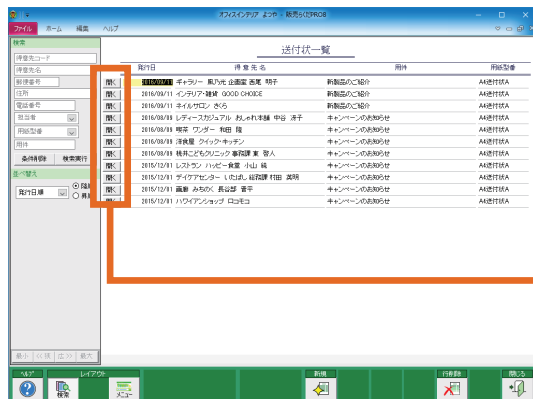 オフィスインテリア よつや - 販売らくだPRO8
ファイル ホーム 編集 ヘルプ
検索
送付状一覧
得意先コード
得意先名
郵便番号
住所
電話番号
担当者
用紙型番
用件
条件削除 検索実行
並べ替え
発行日順
発行日 得意先名 用件 用紙型番
開く 2016/09/11 ギャラリー 風乃光 企画室 西尾 明子 新製品のご紹介 A4送付状A
開く 2016/09/11 インテリア・雑貨 GOOD CHOICE 新製品のご紹介 A4送付状A
開く 2016/09/11 ネイルサロン さくら 新製品のご紹介 A4送付状A
開く 2016/08/09 レディースカジュアル おしゃれ本舗 中谷 涼子 キャンペーンのお知らせ A4送付状A
開く 2016/08/09 喫茶 ワンダー 和田 隆 キャンペーンのお知らせ A4送付状A
開く 2016/08/09 洋食屋 クイック・キッチン キャンペーンのお知らせ A4送付状A
開く 2016/08/09 桃井こどもクリニック 事務課 東 啓人 キャンペーンのお知らせ A4送付状A
開く 2015/12/01 レストラン ハッピー食堂 小山 純 キャンペーンのお知らせ A4送付状A
開く 2015/12/01 デイケアセンター いたばし 総務課 村田 英明 キャンペーンのお知らせ A4送付状A
開く 2015/12/01 画廊 みちのく 長谷部 晋平 キャンペーンのお知らせ A4送付状A
開く 2015/12/01 ハワイアンショップ ロコモコ キャンペーンのお知らせ A4送付状A
最小 <<狭 広>> 最大
ヘルプ レイアウト 新規 行削除 閉じる
検索 メニュー